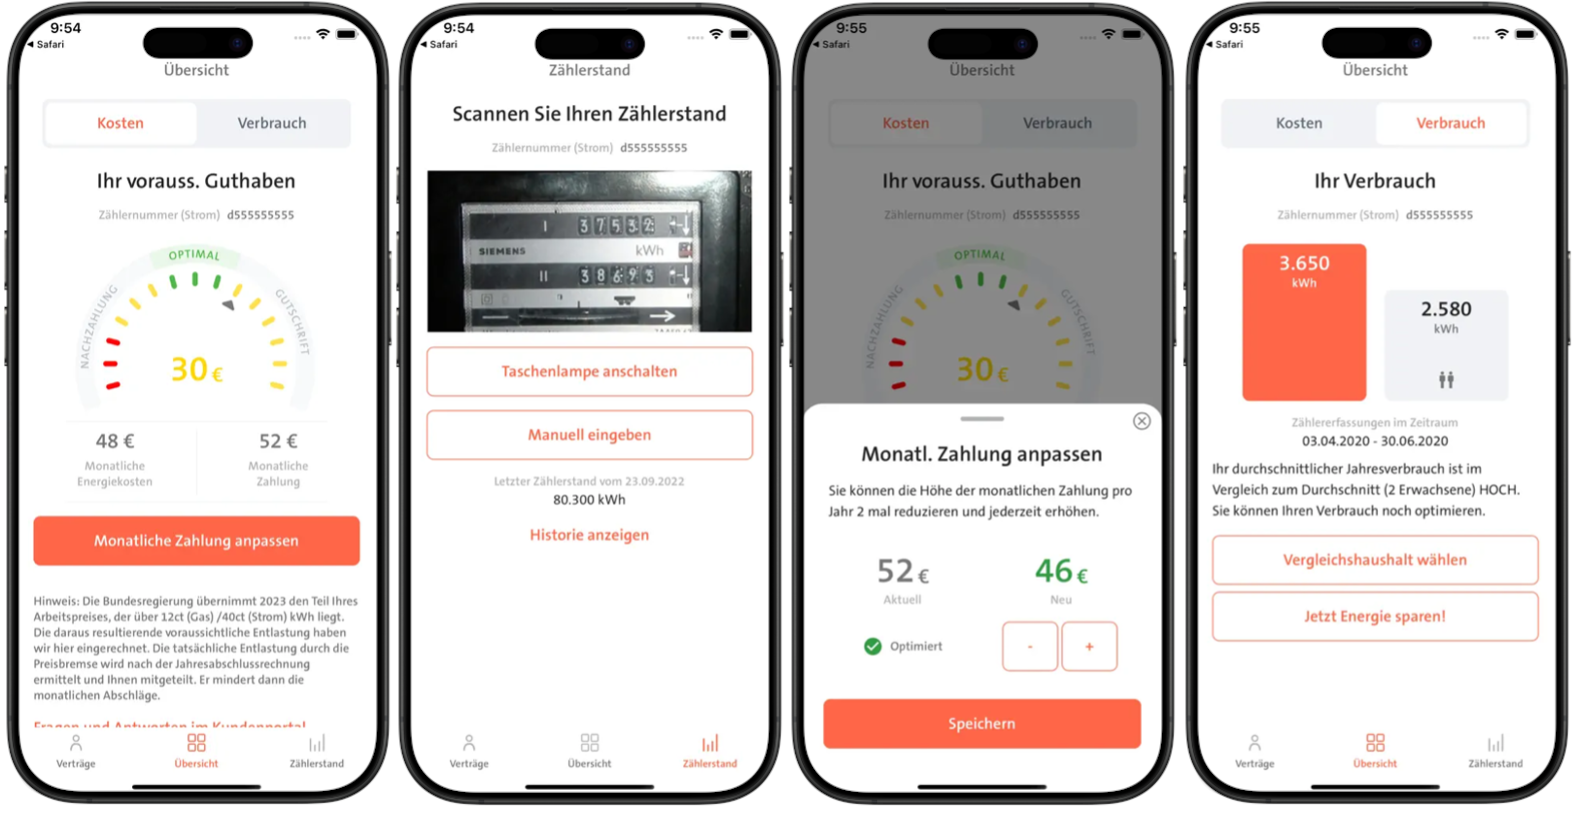 9:54
Safari
Übersicht
Kosten
Verbrauch
Ihr vorauss. Guthaben
Zählernummer (Strom) d555555555
OPTIMAL
NACHZAHLUNG
GUTSCHRIFT
30 €
48 €
Monatliche
Energiekosten
52 €
Monatliche
Zahlung
Monatliche Zahlung anpassen
Hinweis: Die Bundesregierung übernimmt 2023 den Teil Ihres
Arbeitspreises, der über 12ct (Gas) /40ct (Strom) kWh liegt.
Die daraus resultierende voraussichtliche Entlastung haben
wir hier eingerechnet. Die tatsächliche Entlastung durch die
Preisbremse wird nach der Jahresabschlussrechnung
ermittelt und Ihnen mitgeteilt. Er mindert dann die
monatlichen Abschläge.
Fragen und Antworten im Kundenportal
Verträge
Übersicht
Zählerstand
9:54
Safari
Zählerstand
Scannen Sie Ihren Zählerstand
Zählernummer (Strom) d555555555
I 37532
SIEMENS kWh
II 38693
Taschenlampe anschalten
Manuell eingeben
Letzter Zählerstand vom 23.09.2022
80.300 kWh
Historie anzeigen
Verträge
Übersicht
Zählerstand
9:55
Safari
Übersicht
Kosten
Verbrauch
Ihr vorauss. Guthaben
Zählernummer (Strom) d555555555
OPTIMAL
NACHZAHLUNG
GUTSCHRIFT
30 €
Monatl. Zahlung anpassen
Sie können die Höhe der monatlichen Zahlung pro
Jahr 2 mal reduzieren und jederzeit erhöhen.
52 €
Aktuell
46 €
Neu
Optimiert
-
+
Speichern
9:55
Safari
Übersicht
Kosten
Verbrauch
Ihr Verbrauch
Zählernummer (Strom) d555555555
3.650
kWh
2.580
kWh
Zählererfassungen im Zeitraum
03.04.2020 - 30.06.2020
Ihr durchschnittlicher Jahresverbrauch ist im
Vergleich zum Durchschnitt (2 Erwachsene) HOCH.
Sie können Ihren Verbrauch noch optimieren.
Vergleichshaushalt wählen
Jetzt Energie sparen!
Verträge
Übersicht
Zählerstand